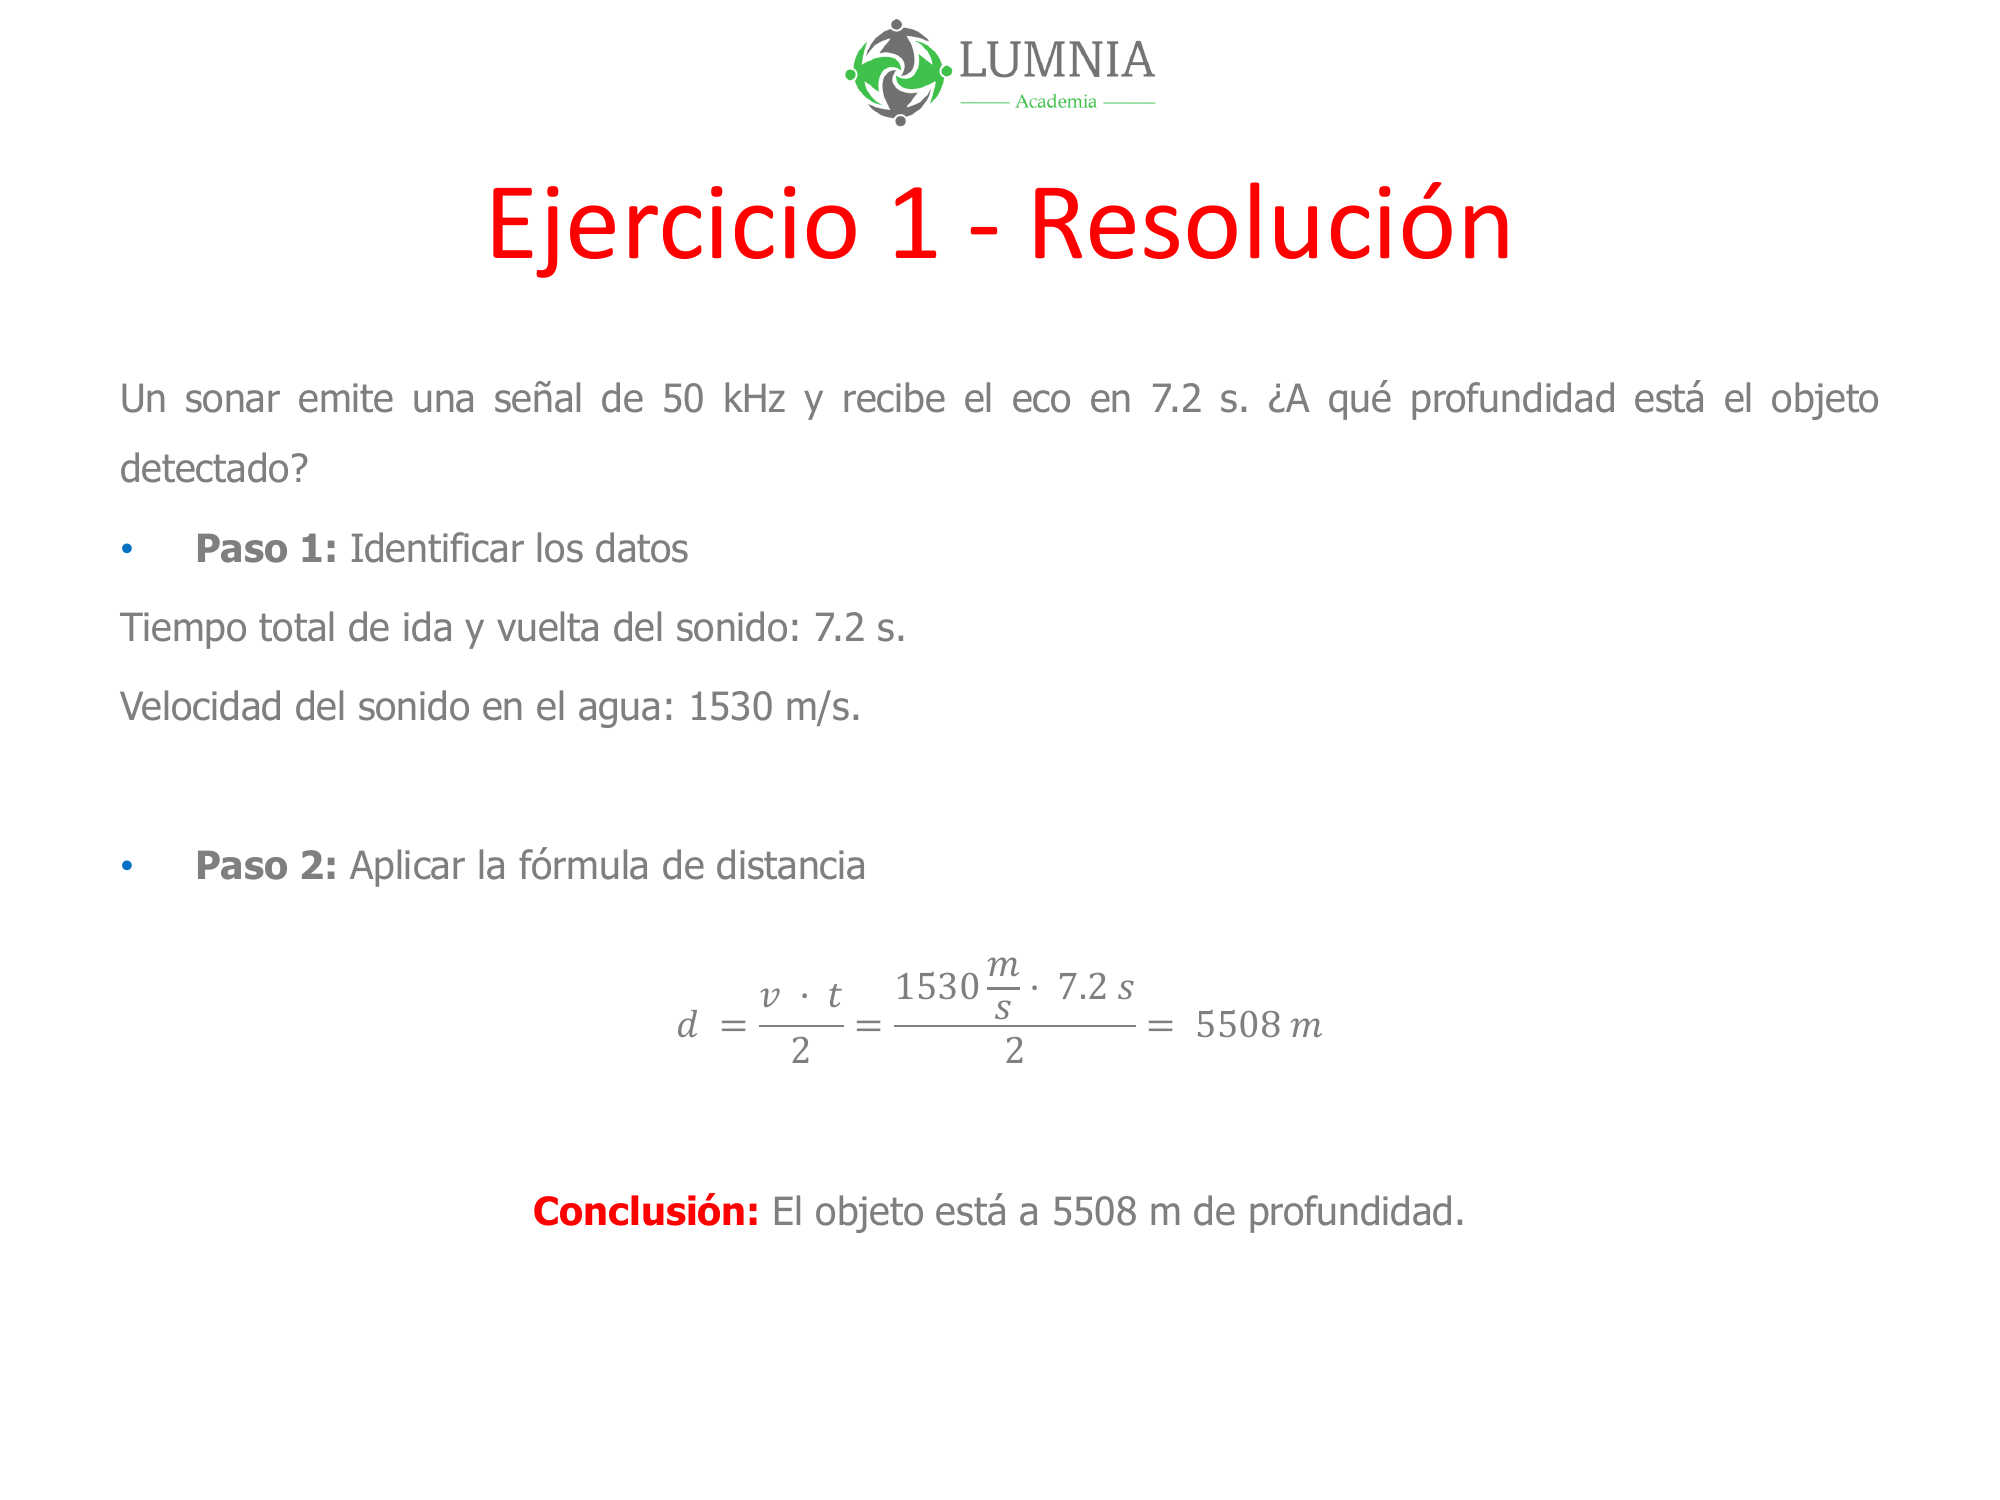 LUMNIA
Academia
Ejercicio 1 - Resolución
Un sonar emite una señal de 50 kHz y recibe el eco en 7.2 s. ¿A qué profundidad está el objeto
detectado?
• Paso 1: Identificar los datos
Tiempo total de ida y vuelta del sonido: 7.2 s.
Velocidad del sonido en el agua: 1530 m/s.
• Paso 2: Aplicar la fórmula de distancia
d = \frac{v · t}{2} = \frac{1530 \frac{m}{s} · 7.2 s}{2} = 5508 m
Conclusión: El objeto está a 5508 m de profundidad.